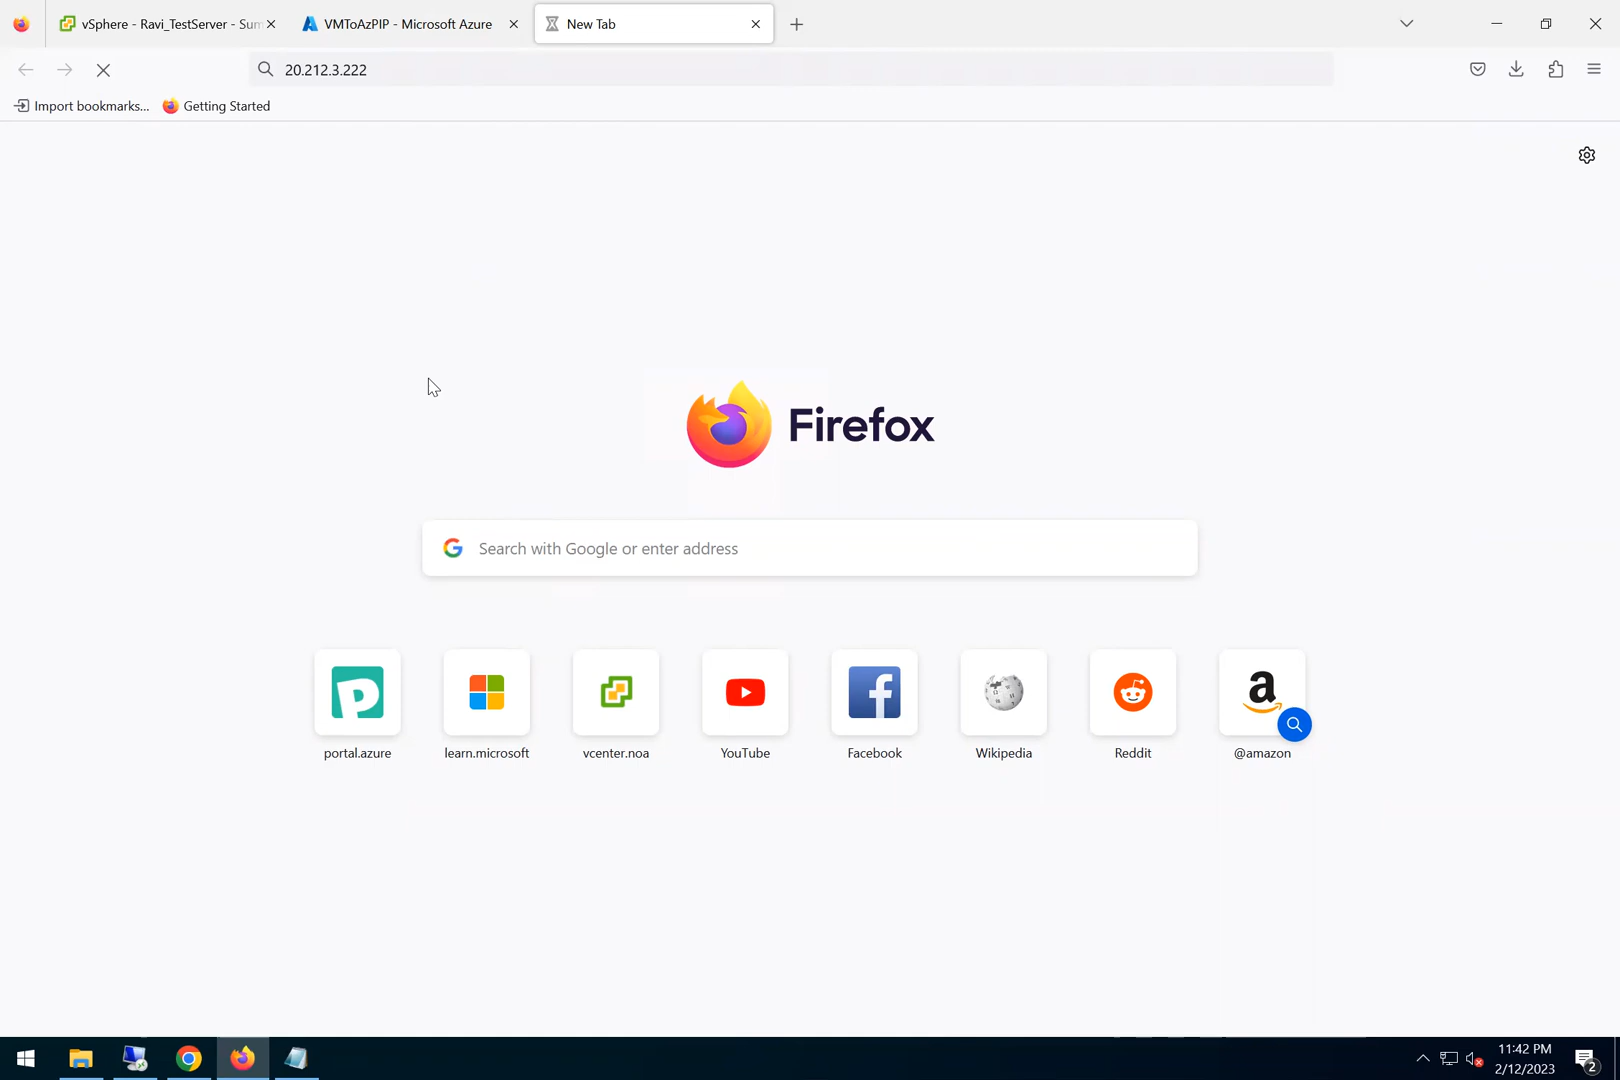 vSphere - Ravi_TestServer - Sum
VMToAzPIP - Microsoft Azure
New Tab
20.212.3.222
Import bookmarks...
Getting Started
Firefox
Search with Google or enter address
portal.azure
learn.microsoft
vcenter.noa
YouTube
Facebook
Wikipedia
Reddit
@amazon
11:42 PM
2/12/2023
2